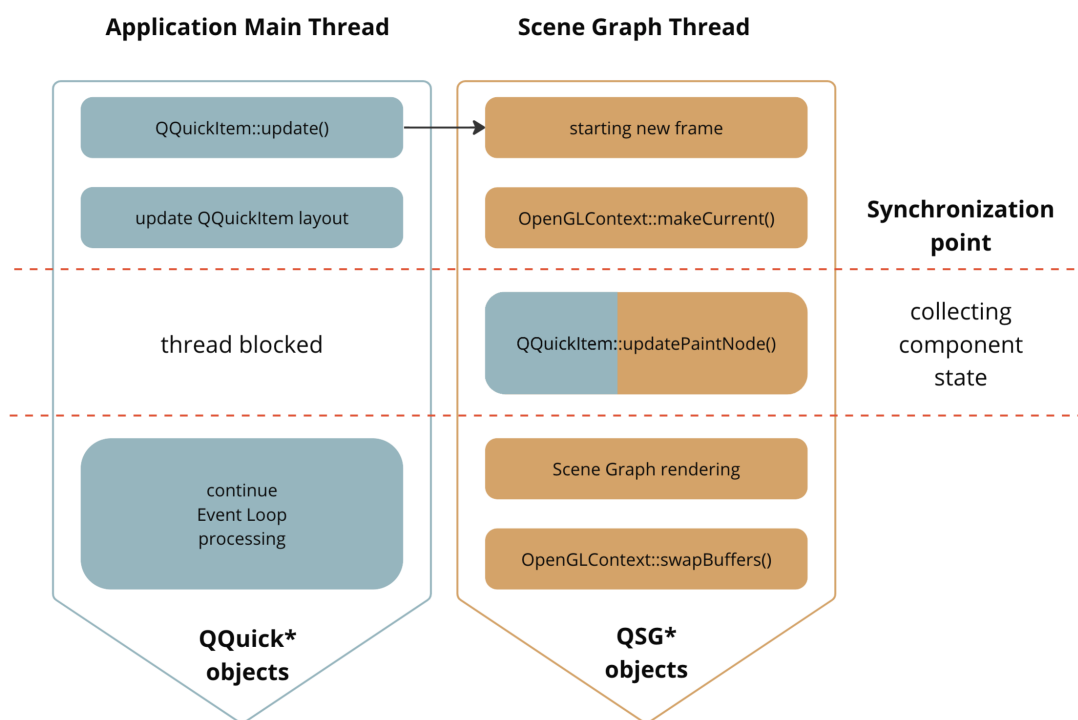 Application Main Thread
Scene Graph Thread
QQuickItem::update()
starting new frame
update QQuickItem layout
OpenGLContext::makeCurrent()
Synchronization
point
thread blocked
QQuickItem::updatePaintNode()
collecting
component
state
continue
Event Loop
processing
Scene Graph rendering
OpenGLContext::swapBuffers()
QQuick*
objects
QSG*
objects